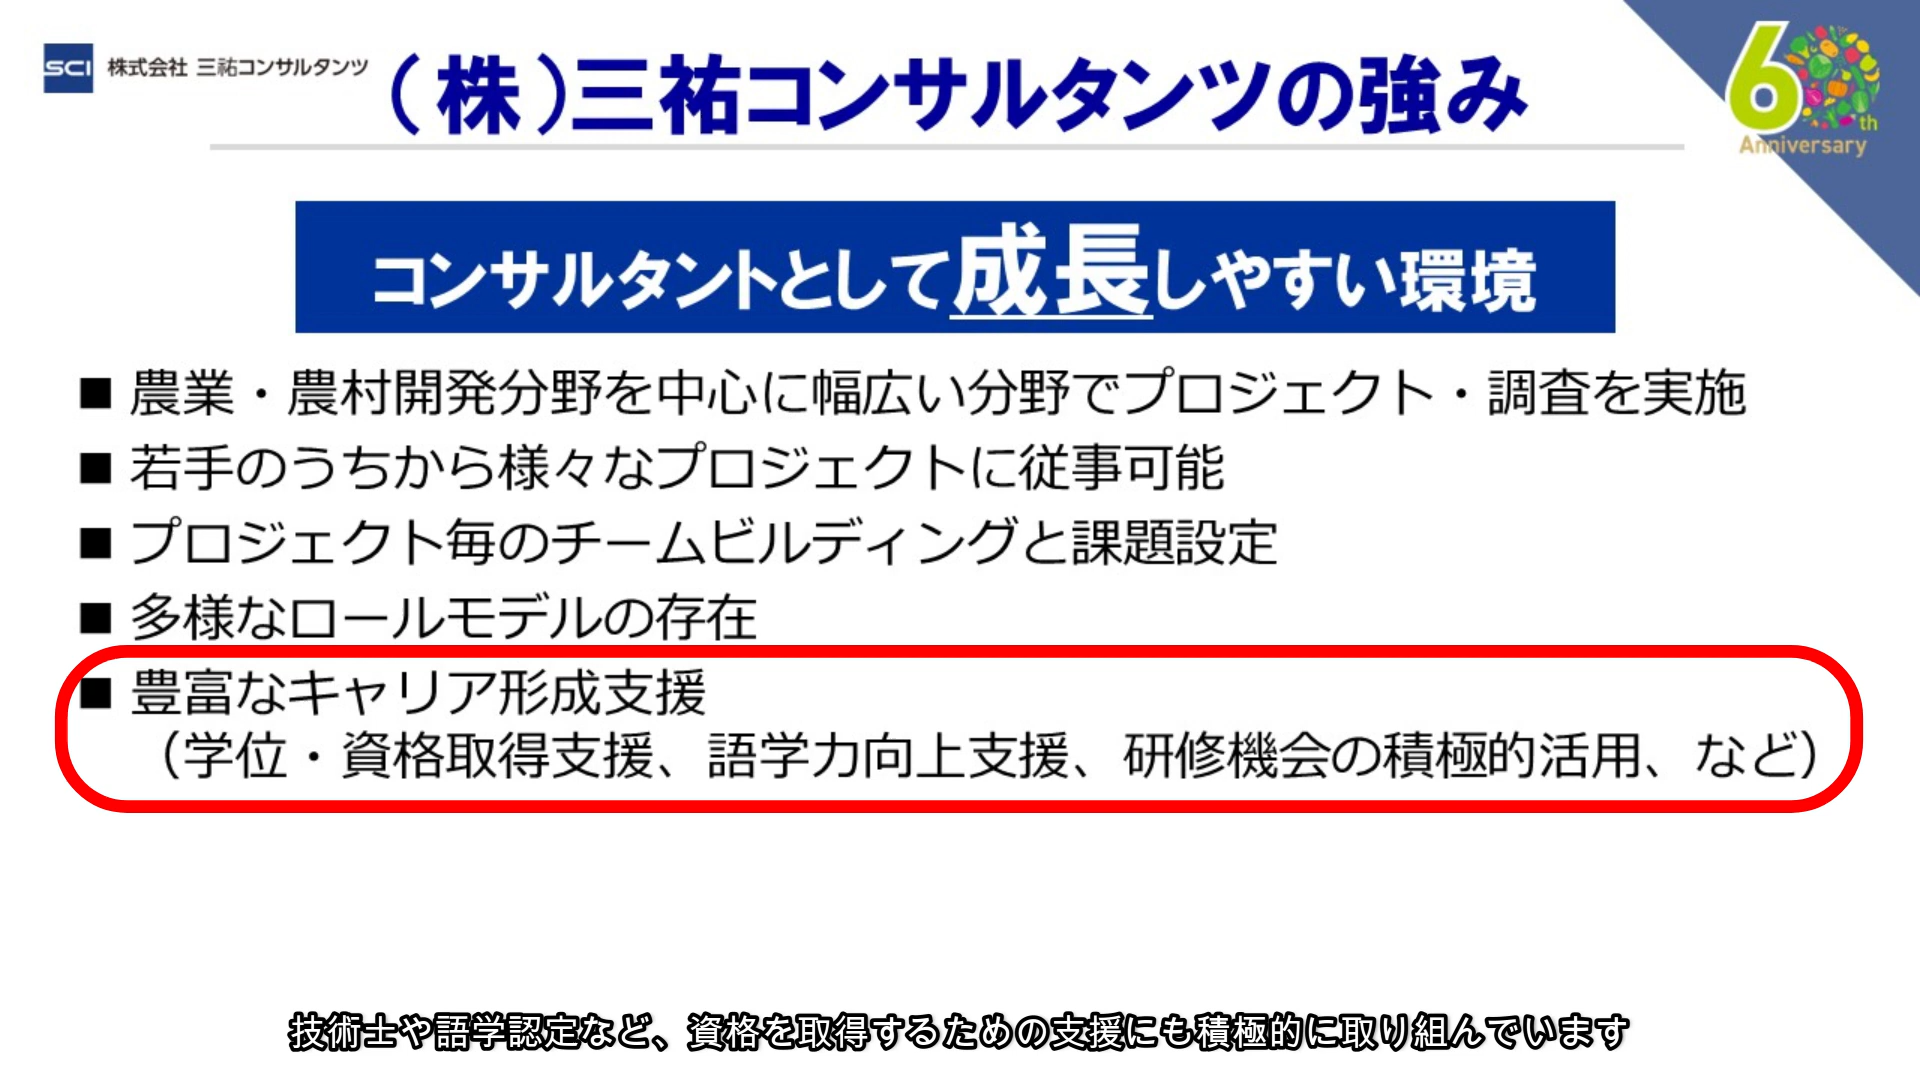 SCI 株式会社 三祐コンサルタンツ
（株）三祐コンサルタンツの強み
60th
Anniversary
コンサルタントとして成長しやすい環境
■ 農業・農村開発分野を中心に幅広い分野でプロジェクト・調査を実施
■ 若手のうちから様々なプロジェクトに従事可能
■ プロジェクト毎のチームビルディングと課題設定
■ 多様なロールモデルの存在
■ 豊富なキャリア形成支援
（学位・資格取得支援、語学力向上支援、研修機会の積極的活用、など）
技術士や語学認定など、資格を取得するための支援にも積極的に取り組んでいます